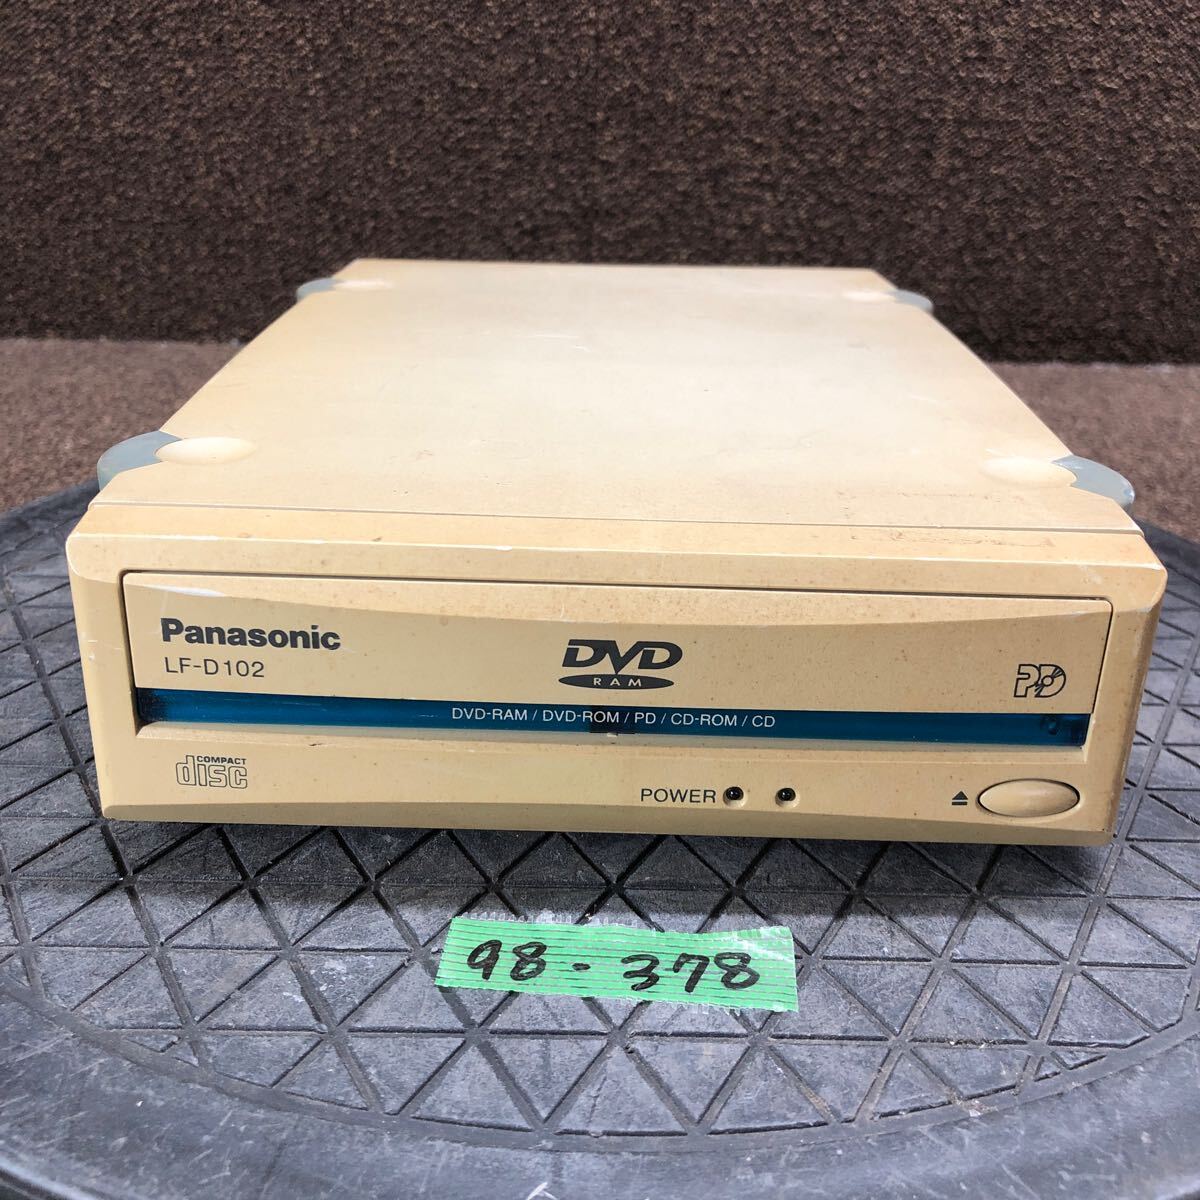 Panasonic
LF-D102
DVD
RAM
PD
DVD-RAM / DVD-ROM / PD / CD-ROM / CD
COMPACT
disc
POWER
98-378